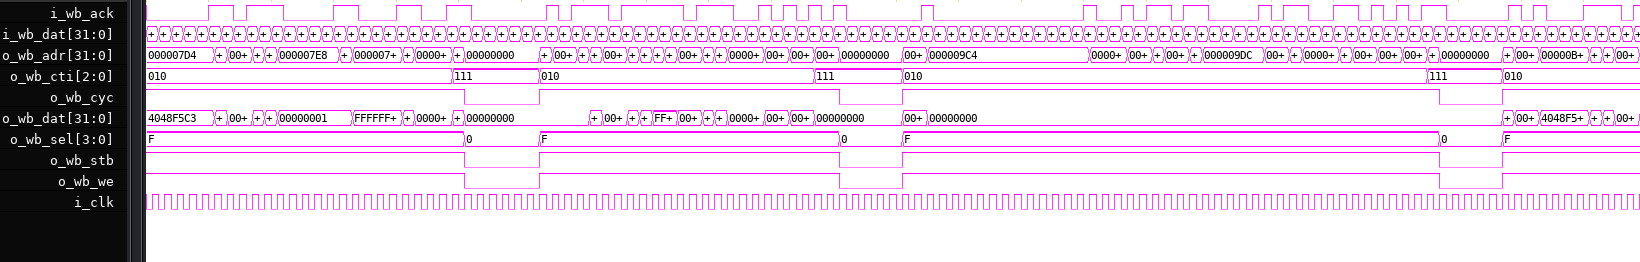 i_wb_ack
i_wb_dat[31:0] + + + + + + + + + + + + + + + + + + + + + + + + + + + + + + + + + + + + + + + + + + + + + + + + + + + + + + + + + + + + + + + + + + + + + + + + + + + + + + + + + + + + + + + + + + + + + + + + + + + + + + + + + + + + + + + + + + + + + + +
o_wb_adr[31:0] 000007D4 + 00+ + + 000007E8 + 000007+ + 0000+ + 00000000 + 00+ + + 00+ + + + + 00+ + + 0000+ 00+ 00+ 00000000 00+ 000009C4 0000+ 00+ + 00+ + 000009DC 00+ + 0000+ + 00+ 00+ 00+ + 00000000 + 00+ 00000B+ + + 00+
o_wb_cti[2:0] 010 111 010 111 010 111 010
o_wb_cyc
o_wb_dat[31:0] 4048F5C3 + 00+ + + 00000001 FFFFFF+ + 0000+ + 00000000 + 00+ + + FF+ 00+ + + 0000+ 00+ 00+ 00000000 00+ 00000000 + 00+ 4048F5+ + + 00+
o_wb_sel[3:0] F 0 F 0 F 0 F
o_wb_stb
o_wb_we
i_clk